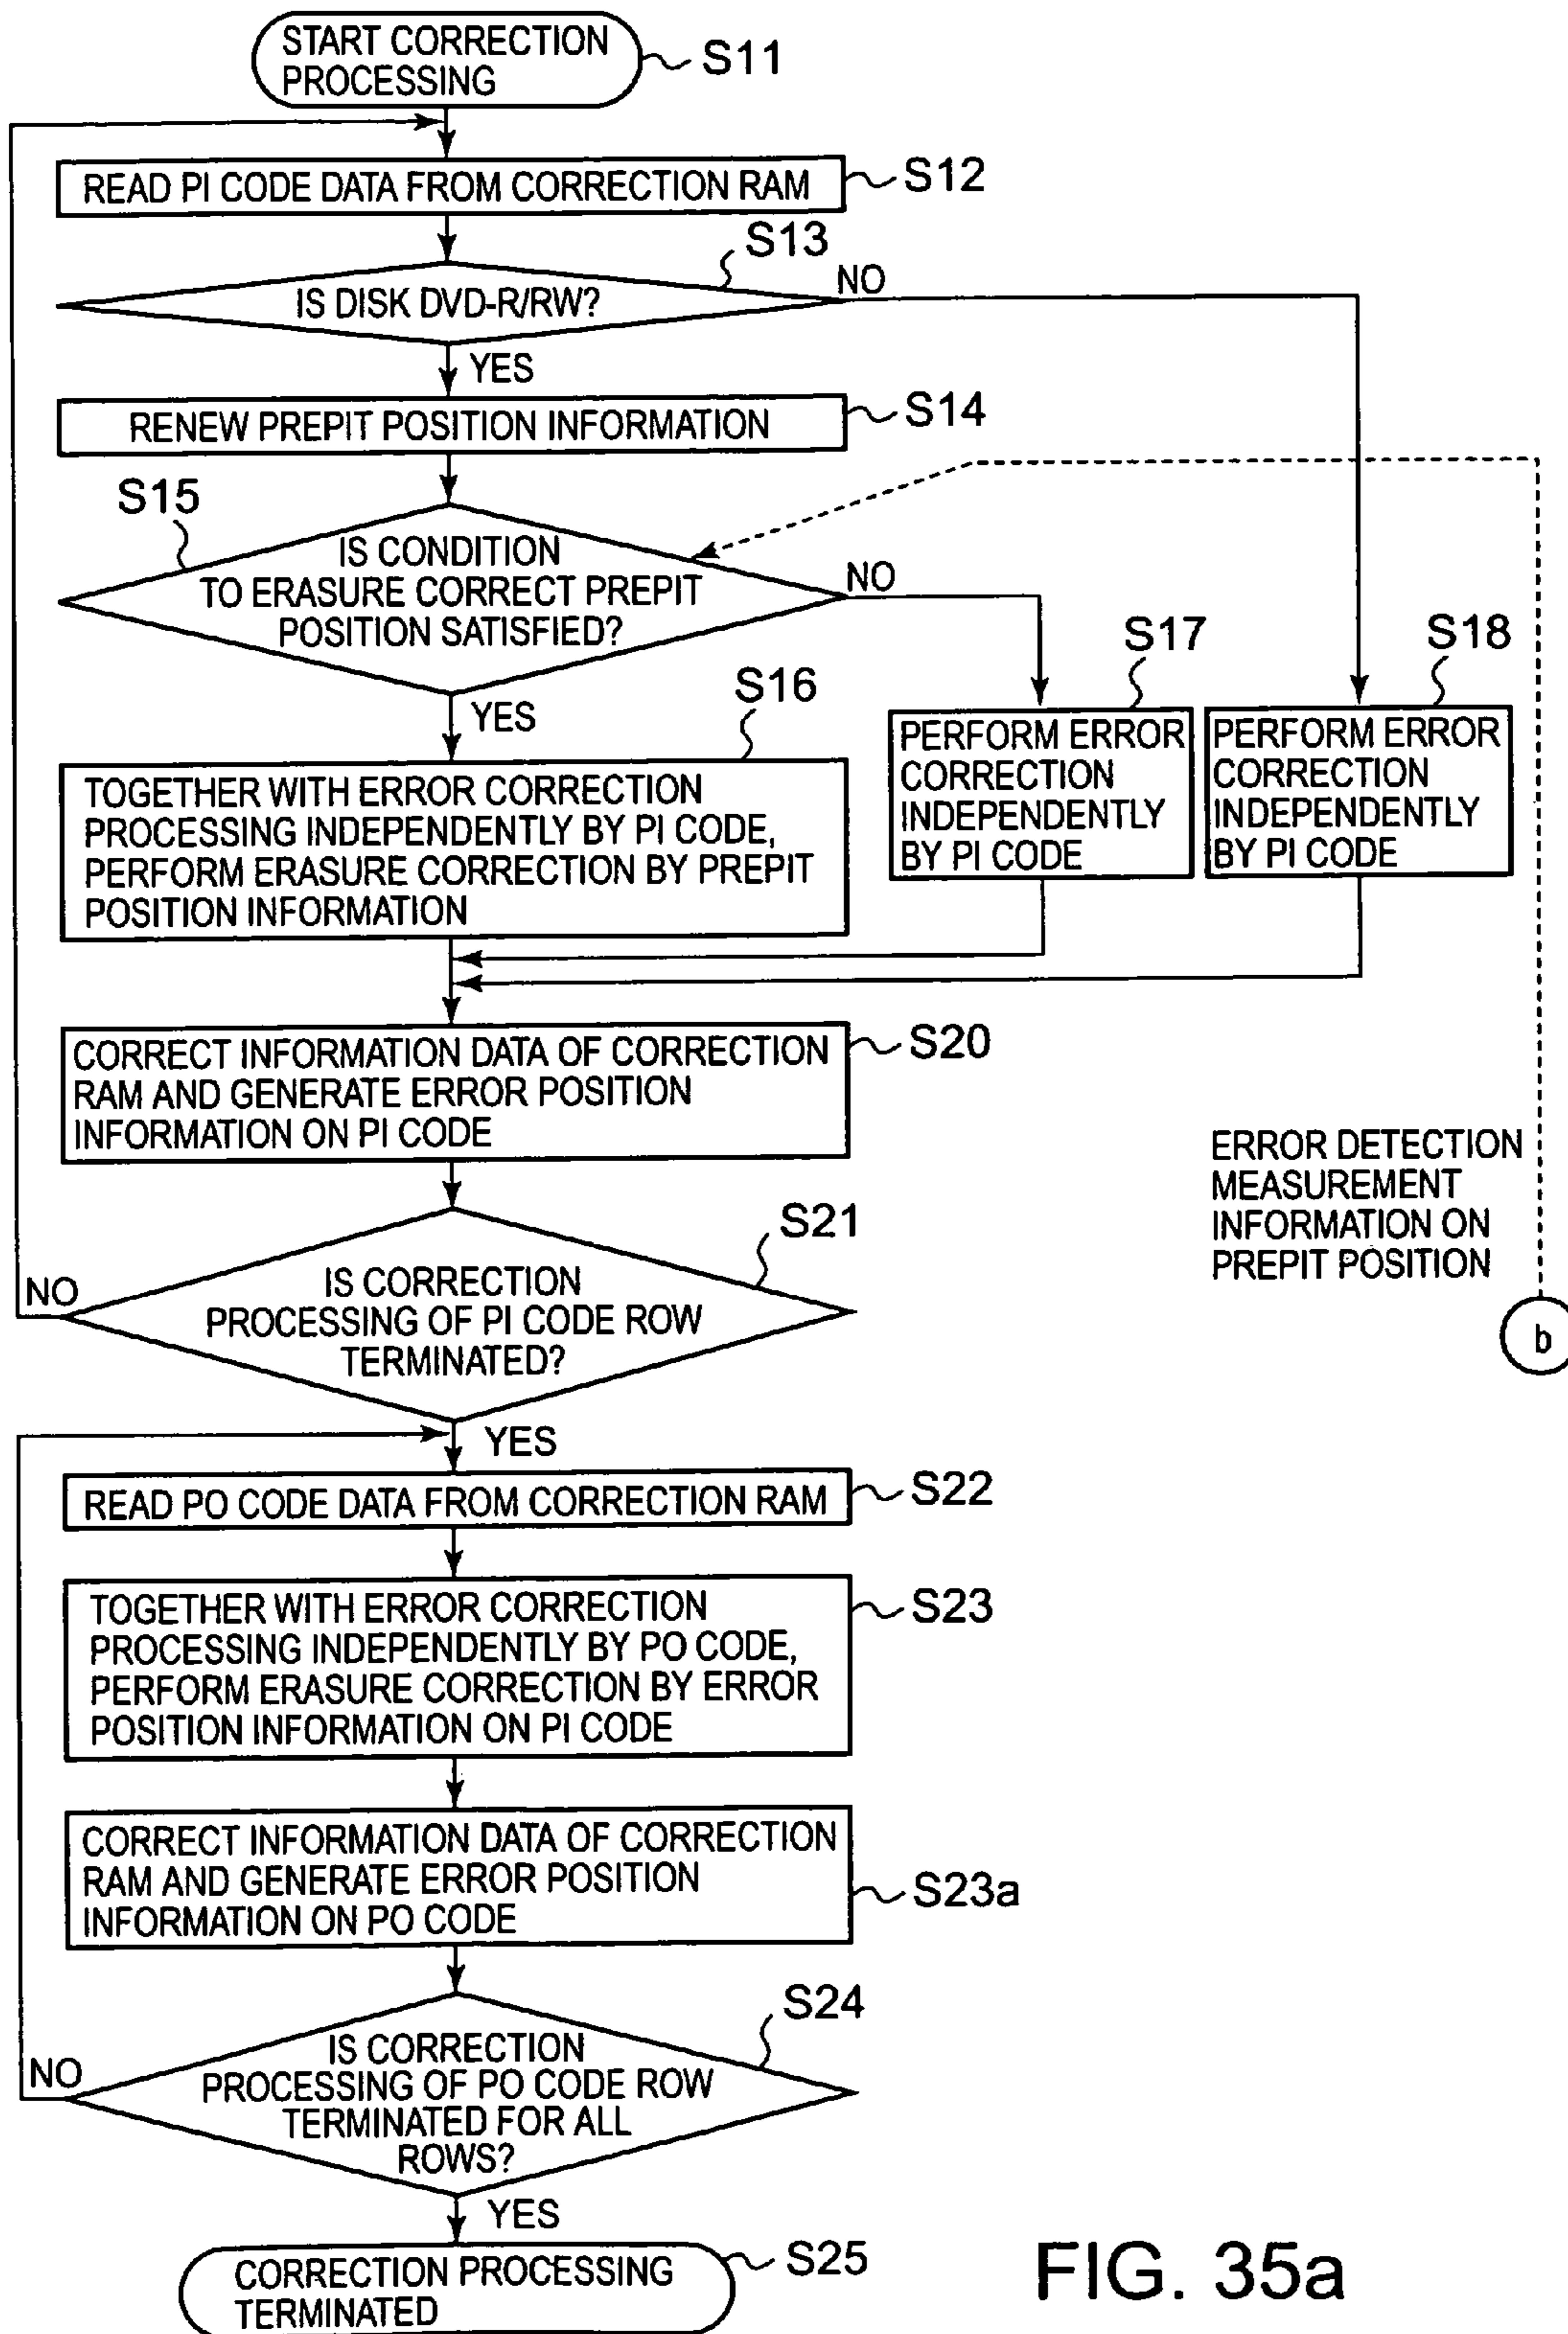 START CORRECTION
PROCESSING
S11
READ PI CODE DATA FROM CORRECTION RAM
S12
S13
IS DISK DVD-R/RW?
NO
YES
RENEW PREPIT POSITION INFORMATION
S14
S15
IS CONDITION
TO ERASURE CORRECT PREPIT
POSITION SATISFIED?
NO
YES
S16
TOGETHER WITH ERROR CORRECTION
PROCESSING INDEPENDENTLY BY PI CODE,
PERFORM ERASURE CORRECTION BY PREPIT
POSITION INFORMATION
S17
PERFORM ERROR
CORRECTION
INDEPENDENTLY
BY PI CODE
S18
PERFORM ERROR
CORRECTION
INDEPENDENTLY
BY PI CODE
CORRECT INFORMATION DATA OF CORRECTION
RAM AND GENERATE ERROR POSITION
INFORMATION ON PI CODE
S20
ERROR DETECTION
MEASUREMENT
INFORMATION ON
PREPIT POSITION
b
S21
IS CORRECTION
PROCESSING OF PI CODE ROW
TERMINATED?
NO
YES
READ PO CODE DATA FROM CORRECTION RAM
S22
TOGETHER WITH ERROR CORRECTION
PROCESSING INDEPENDENTLY BY PO CODE,
PERFORM ERASURE CORRECTION BY ERROR
POSITION INFORMATION ON PI CODE
S23
CORRECT INFORMATION DATA OF CORRECTION
RAM AND GENERATE ERROR POSITION
INFORMATION ON PO CODE
S23a
S24
IS CORRECTION
PROCESSING OF PO CODE ROW
TERMINATED FOR ALL
ROWS?
NO
YES
CORRECTION PROCESSING
TERMINATED
S25
FIG. 35a